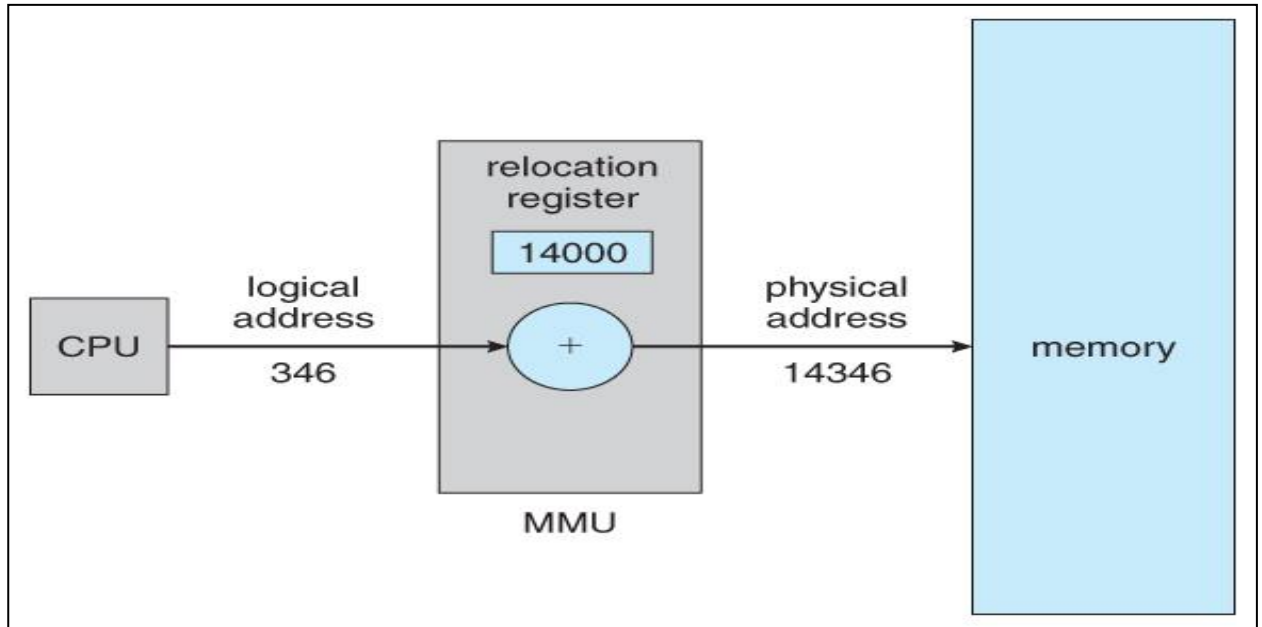 CPU
logical
address
346
relocation
register
14000
+
MMU
physical
address
14346
memory